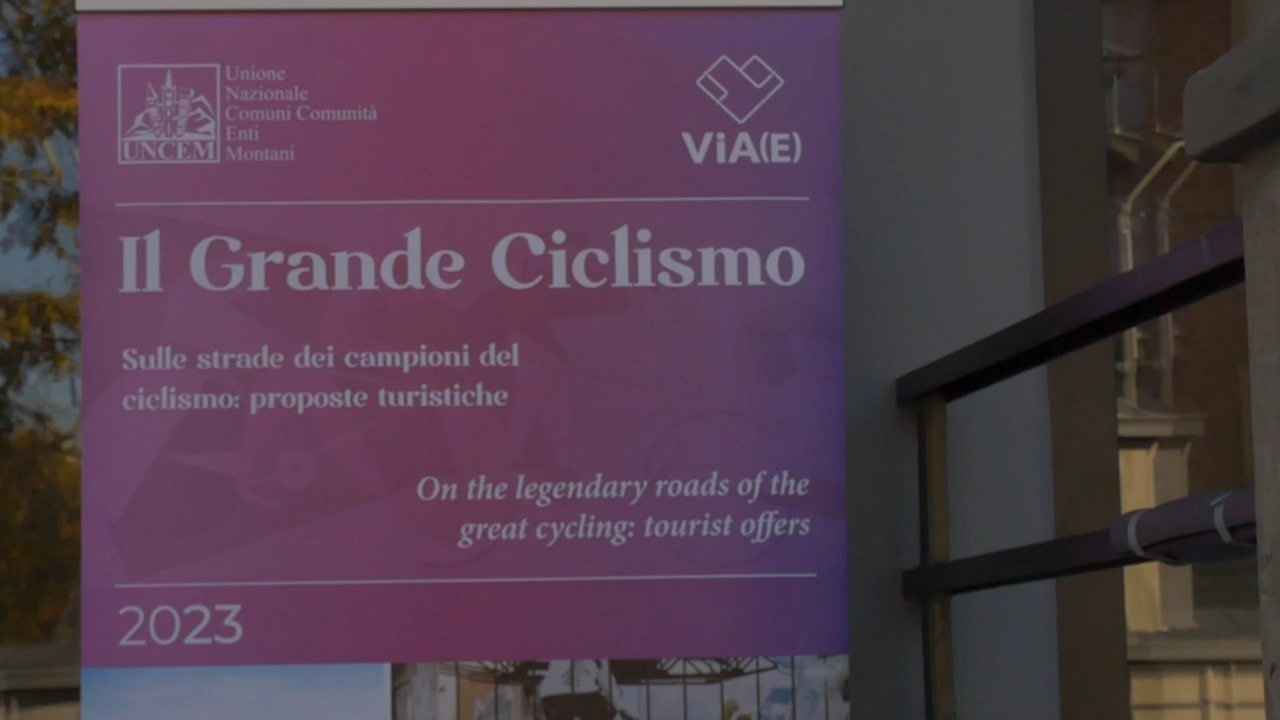 UNCEM
Unione
Nazionale
Comuni Comunità
Enti
Montani
ViA(E)
Il Grande Ciclismo
Sulle strade dei campioni del
ciclismo: proposte turistiche
On the legendary roads of the
great cycling: tourist offers
2023